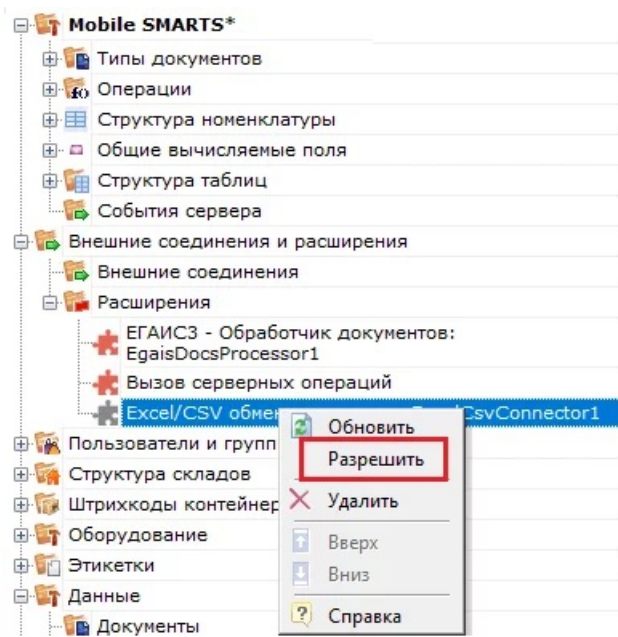 Mobile SMARTS*
Типы документов
Операции
Структура номенклатуры
Общие вычисляемые поля
Структура таблиц
События сервера
Внешние соединения и расширения
Внешние соединения
Расширения
ЕГАИС3 - Обработчик документов:
EgaisDocsProcessor1
Вызов серверных операций
Excel/CSV обмен CsvConnector1
Пользователи и групп
Структура складов
Штрихкоды контейнер
Оборудование
Этикетки
Данные
Документы
Обновить
Разрешить
Удалить
Вверх
Вниз
Справка